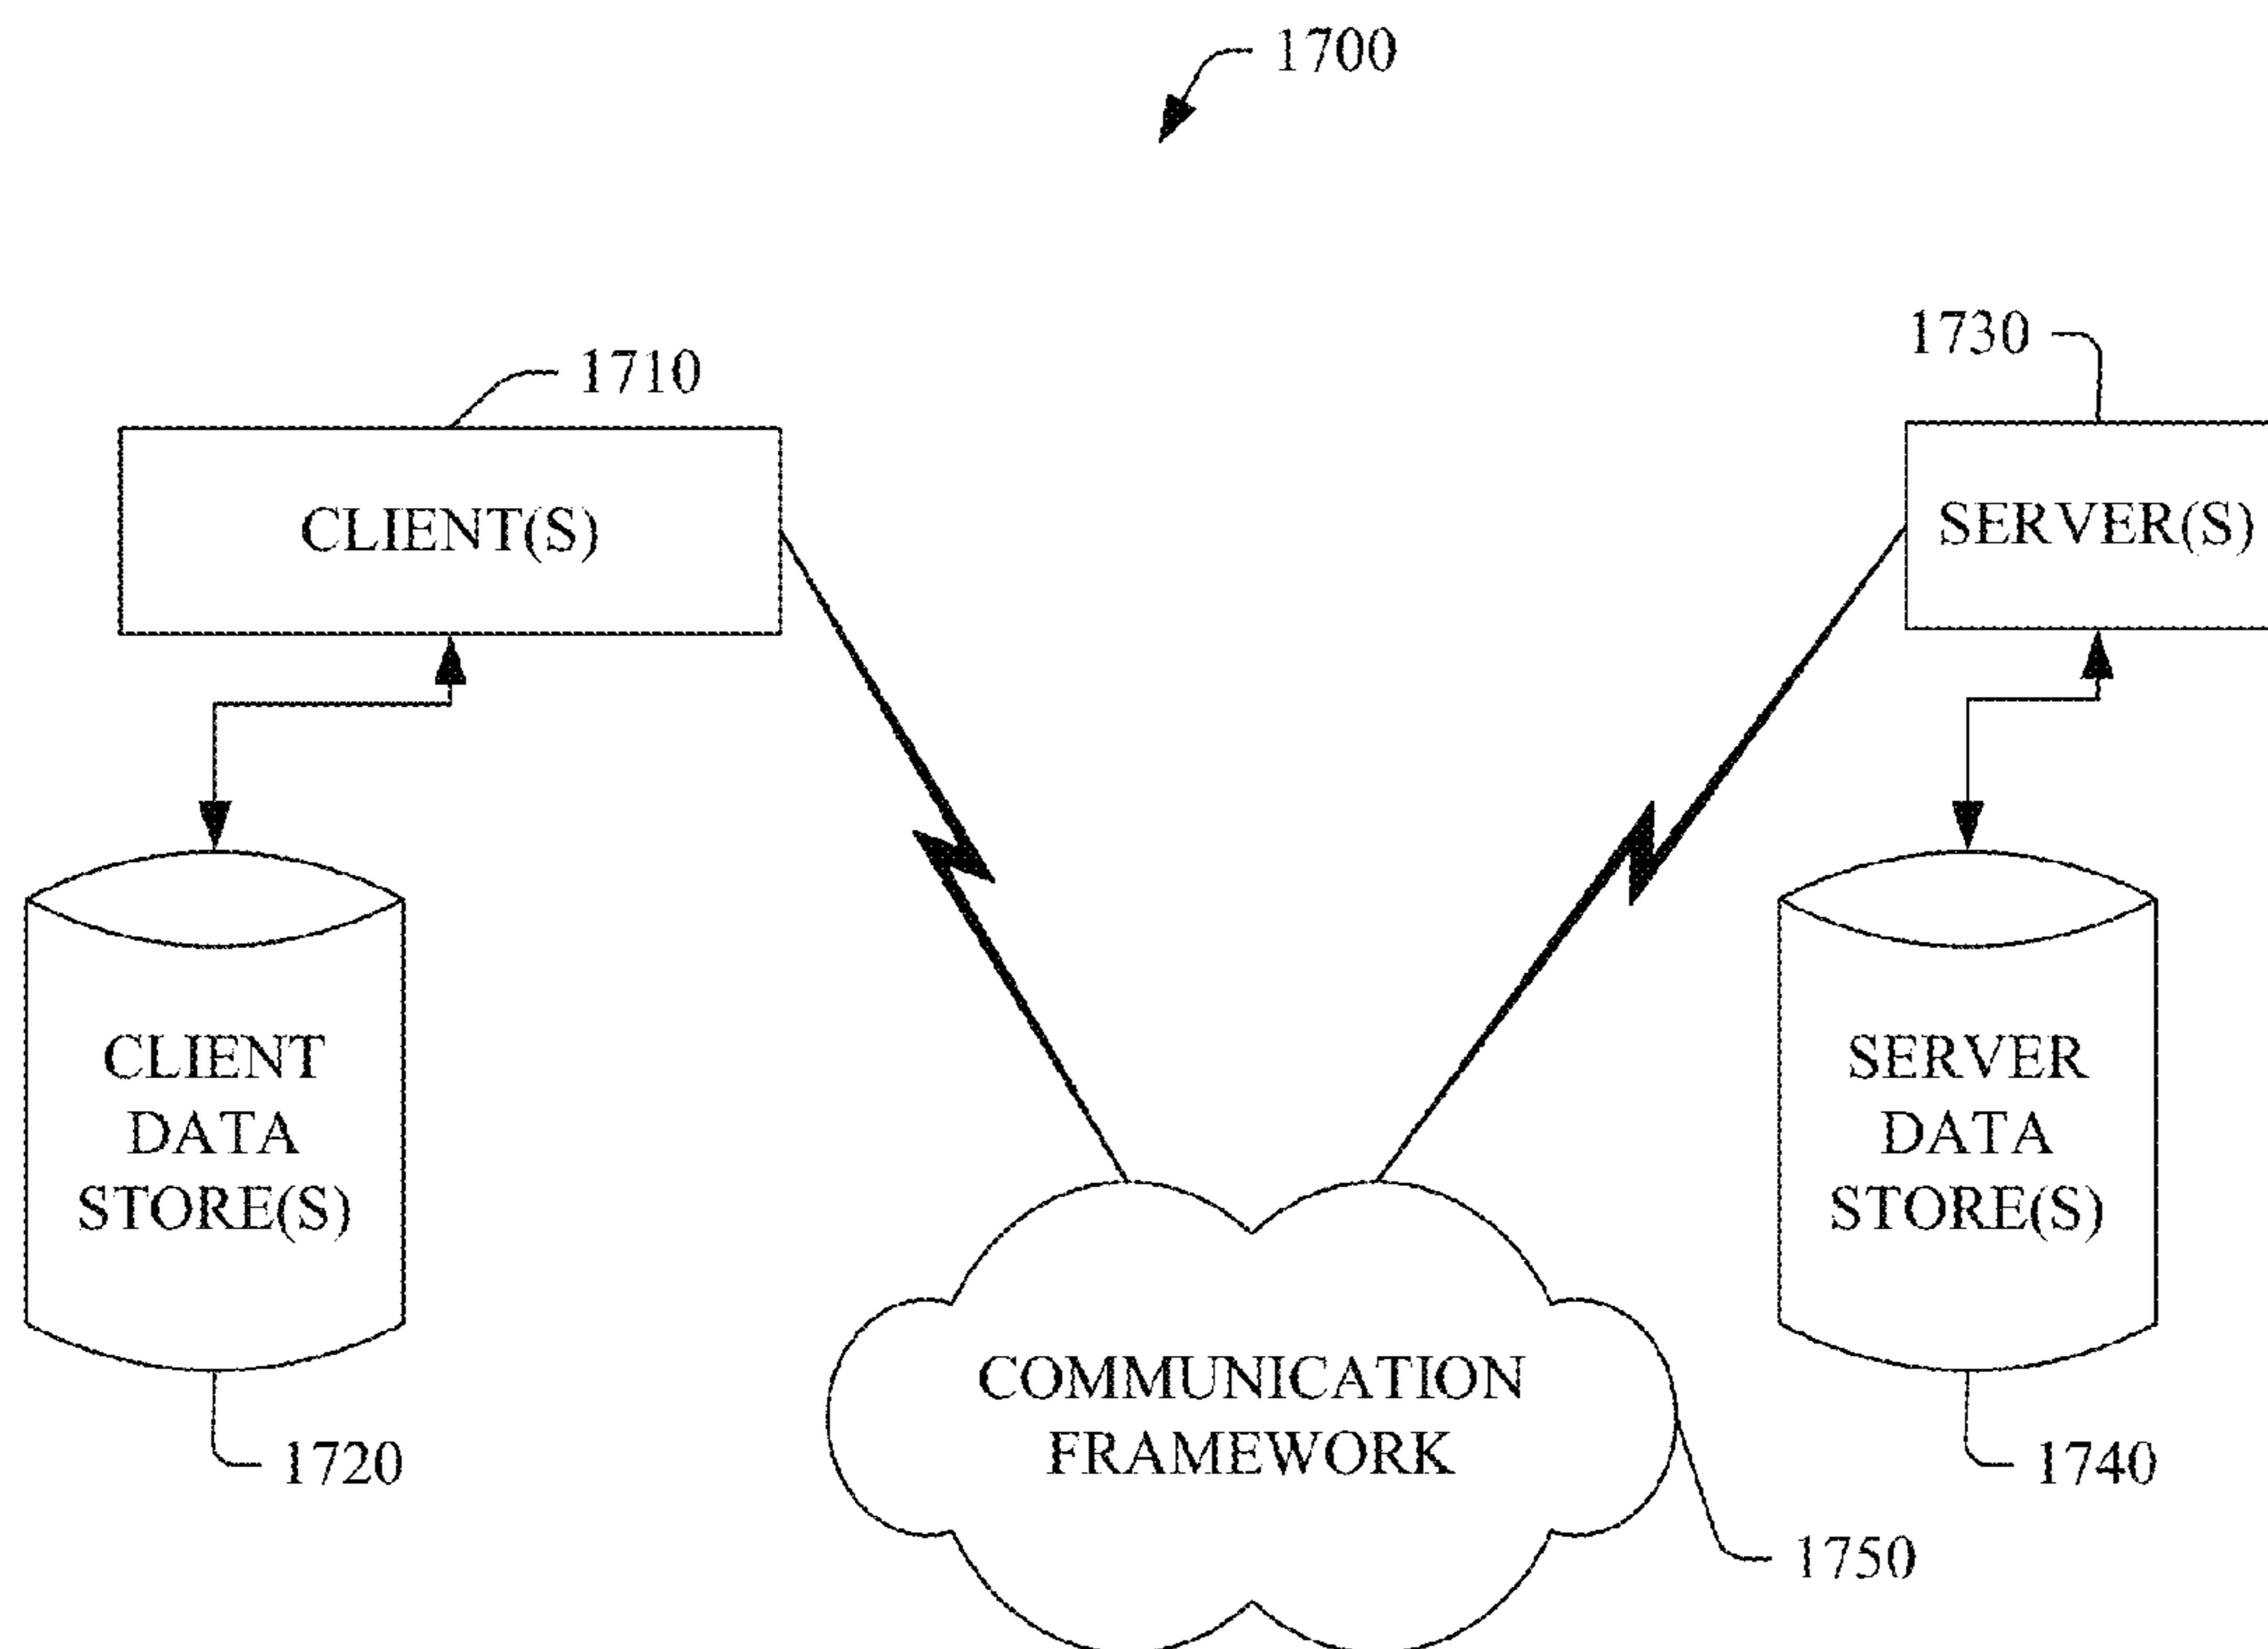 1700
1710
1730
CLIENT(S)
SERVER(S)
CLIENT
DATA
STORE(S)
SERVER
DATA
STORE(S)
COMMUNICATION
FRAMEWORK
1720
1740
1750